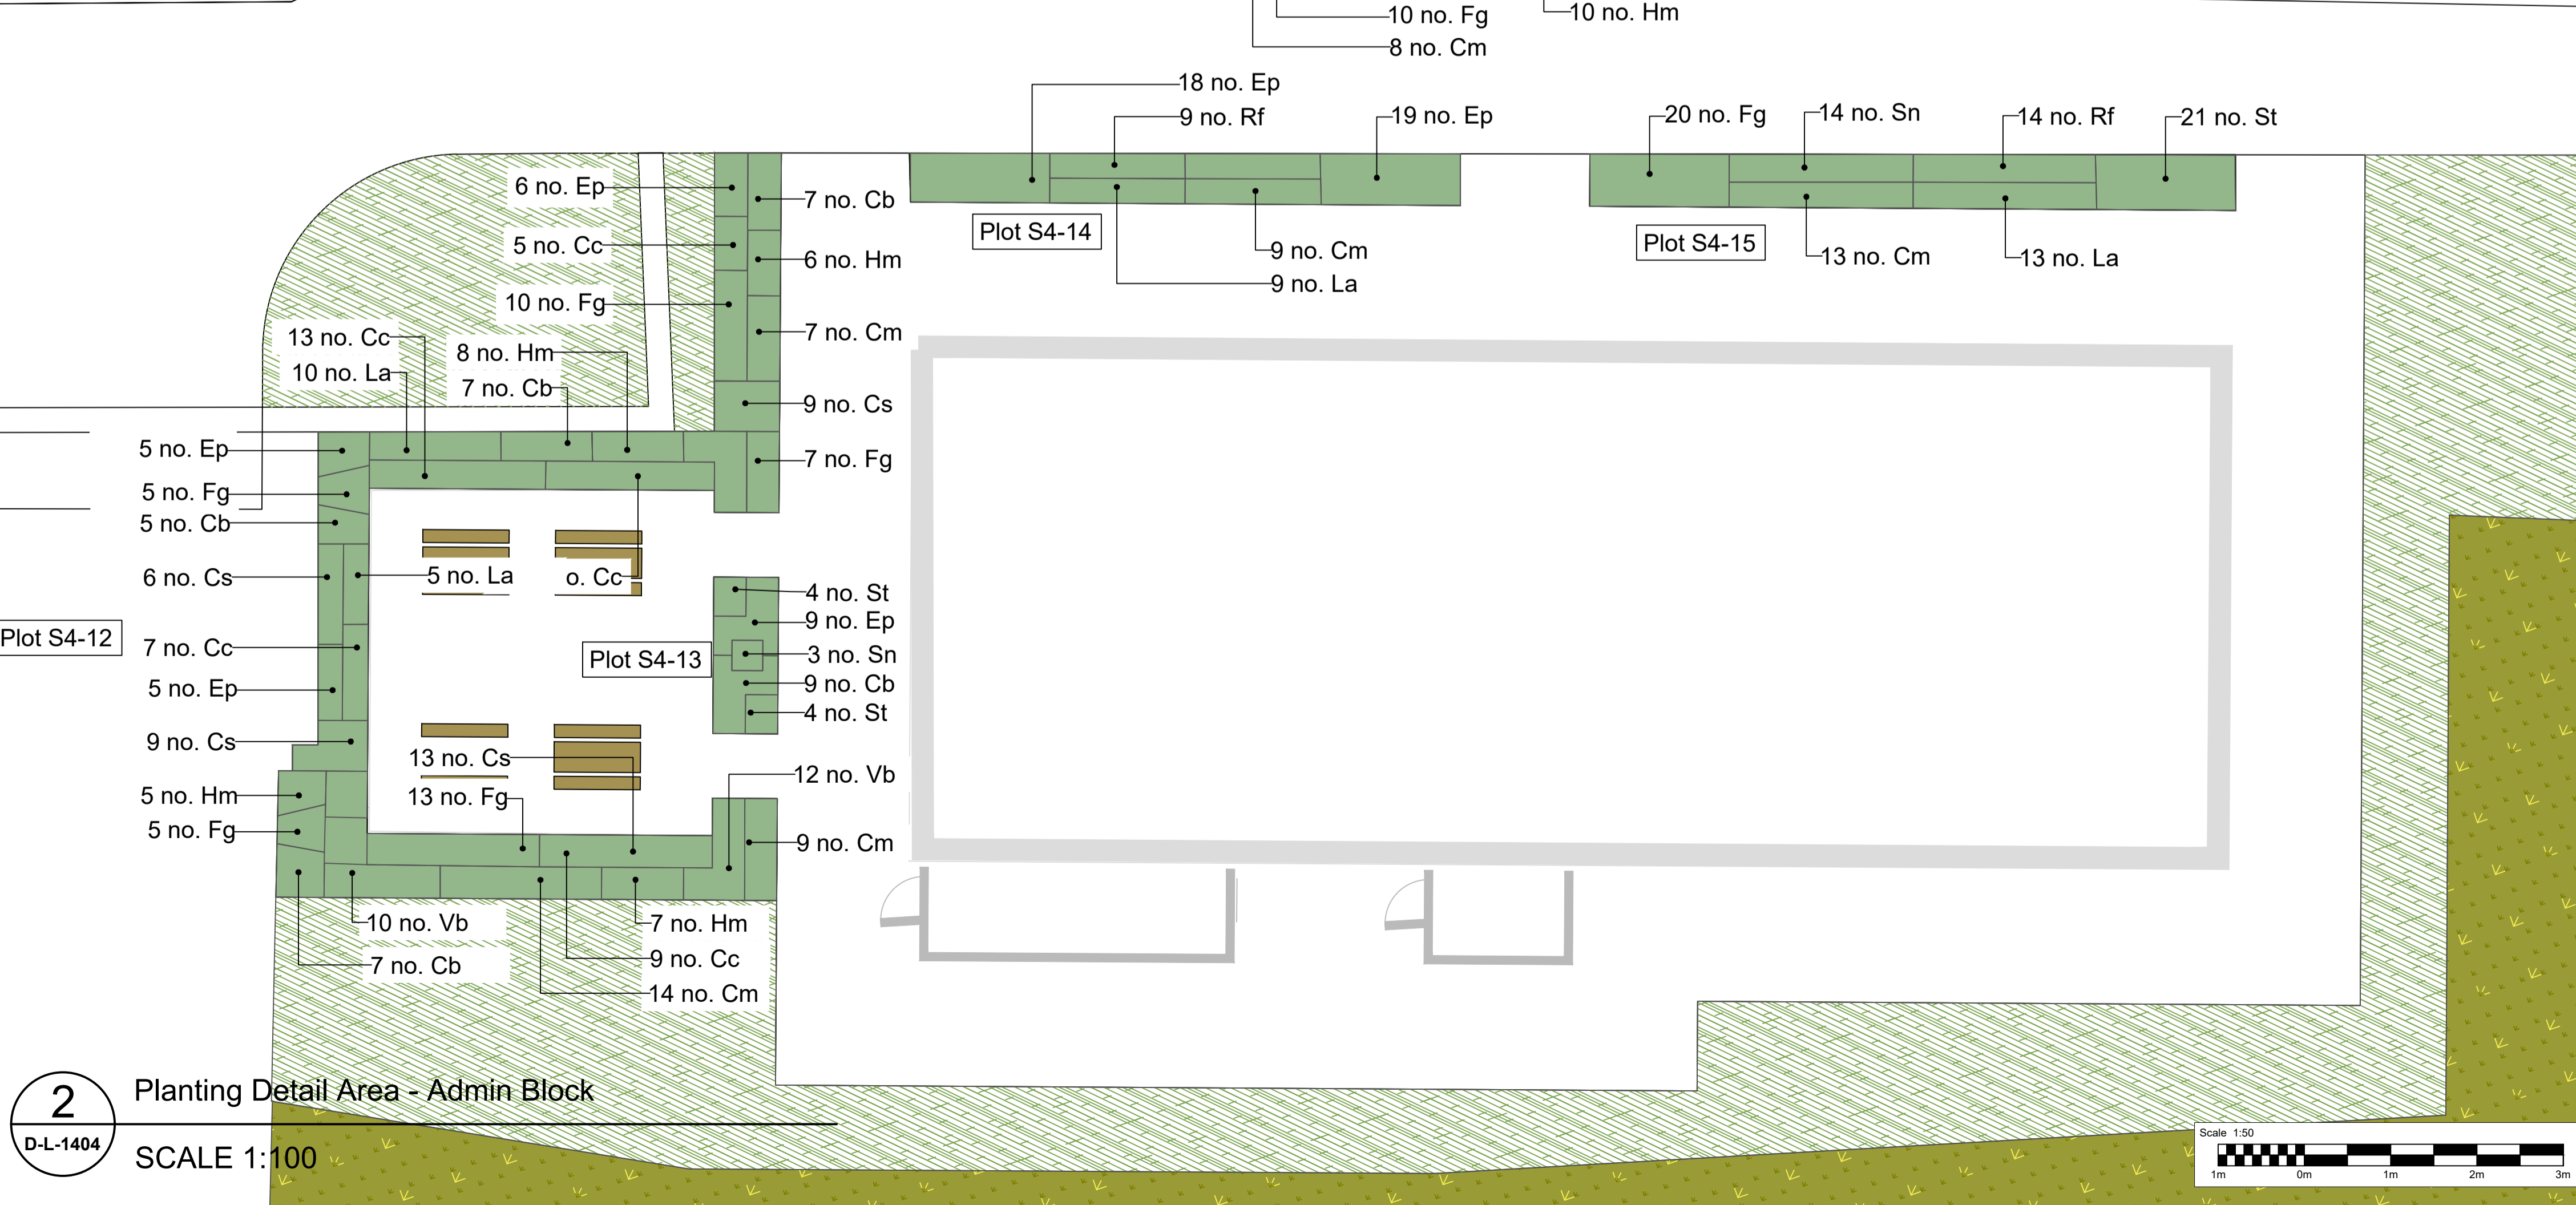 10 no. Fg
10 no. Hm
8 no. Cm
18 no. Ep
9 no. Rf
19 no. Ep
20 no. Fg
14 no. Sn
14 no. Rf
21 no. St
Plot S4-14
9 no. Cm
9 no. La
Plot S4-15
13 no. Cm
13 no. La
6 no. Ep
5 no. Cc
10 no. Fg
7 no. Cb
6 no. Hm
7 no. Cm
9 no. Cs
7 no. Fg
13 no. Cc
10 no. La
8 no. Hm
7 no. Cb
5 no. Ep
5 no. Fg
5 no. Cb
6 no. Cs
5 no. La
o. Cc
Plot S4-12
7 no. Cc
5 no. Ep
9 no. Cs
5 no. Hm
5 no. Fg
Plot S4-13
4 no. St
9 no. Ep
3 no. Sn
9 no. Cb
4 no. St
13 no. Cs
13 no. Fg
12 no. Vb
9 no. Cm
10 no. Vb
7 no. Cb
7 no. Hm
9 no. Cc
14 no. Cm
2
D-L-1404
Planting Detail Area - Admin Block
SCALE 1:100
Scale 1:50
1m 0m 1m 2m 3m